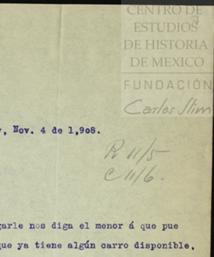 CENTRO DE
ESTUDIOS
DE HISTORIA
DE MEXICO
FUNDACIÓN
Carlos Slim
, Nov. 4 de 1,908.
R 11/5
C 11/6.
garle nos diga el menor á que pue
que ya tiene algún carro disponible,